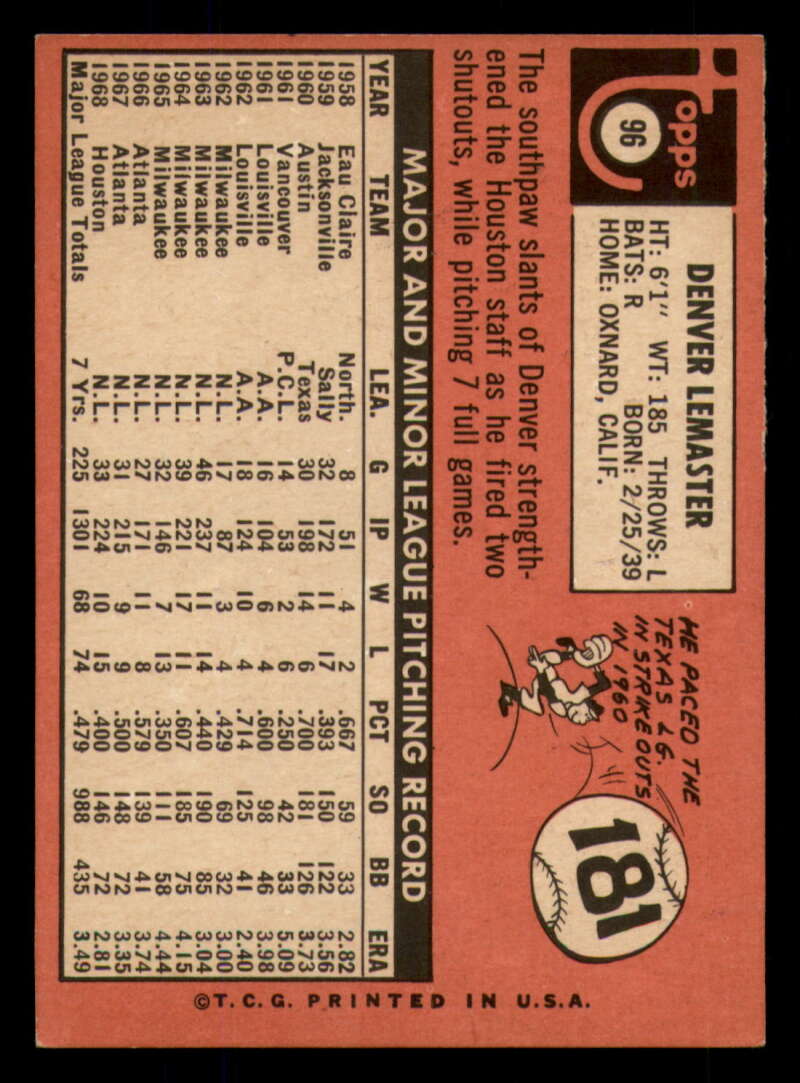 Topps
96
DENVER LEMASTER
HT: 6'1" WT: 185 THROWS: L
BATS: R BORN: 2/25/39
HOME: OXNARD, CALIF.
The southpaw slants of Denver strength-
ened the Houston staff as he fired two
shutouts, while pitching 7 full games.
HE PACED THE
TEXAS LG.
IN STRIKEOUTS
IN 1960
181
MAJOR AND MINOR LEAGUE PITCHING RECORD
YEAR TEAM LEA. G IP W L PCT SO BB ERA
1958 Eau Claire North. 8 51 4 2 .667 59 33 2.82
1959 Jacksonville Sally 32 172 11 17 .393 150 122 3.56
1960 Austin Texas 30 198 14 6 .700 181 126 3.73
1961 Vancouver P.C.L. 14 53 2 6 .250 42 33 5.09
1961 Louisville A.A. 16 104 6 4 .600 98 46 3.98
1962 Louisville A.A. 18 124 10 4 .714 125 41 2.40
1962 Milwaukee N.L. 17 87 3 4 .429 69 32 3.00
1963 Milwaukee N.L. 46 237 11 14 .440 190 85 3.04
1964 Milwaukee N.L. 39 221 17 11 .607 185 75 4.15
1965 Milwaukee N.L. 32 146 7 13 .350 111 58 4.44
1966 Atlanta N.L. 27 171 11 8 .579 139 41 3.74
1967 Atlanta N.L. 31 215 9 9 .500 148 72 3.35
1968 Houston N.L. 33 224 10 15 .400 146 72 2.81
Major League Totals 7 Yrs. 225 1301 68 74 .479 988 435 3.49
©T.C.G. PRINTED IN U.S.A.